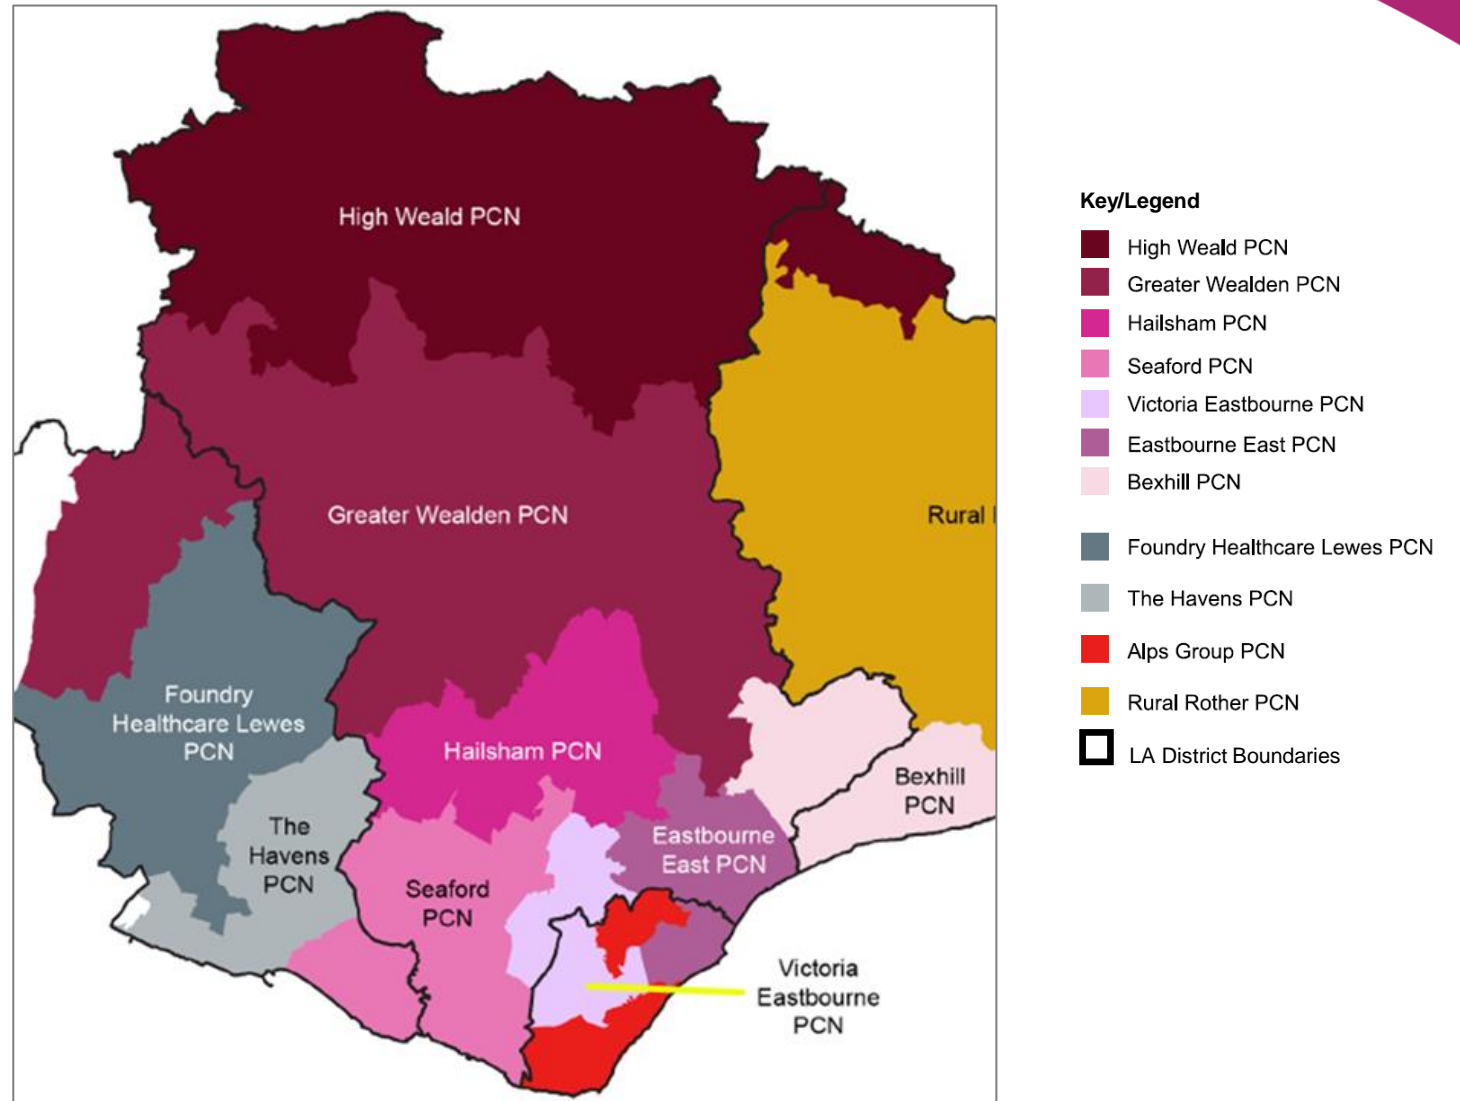 High Weald PCN
Greater Wealden PCN
Rural
Foundry
Healthcare Lewes
PCN
Hailsham PCN
Bexhill
PCN
The
Havens
PCN
Eastbourne
East PCN
Seaford
PCN
Victoria
Eastbourne
PCN
Key/Legend
High Weald PCN
Greater Wealden PCN
Hailsham PCN
Seaford PCN
Victoria Eastbourne PCN
Eastbourne East PCN
Bexhill PCN
Foundry Healthcare Lewes PCN
The Havens PCN
Alps Group PCN
Rural Rother PCN
LA District Boundaries